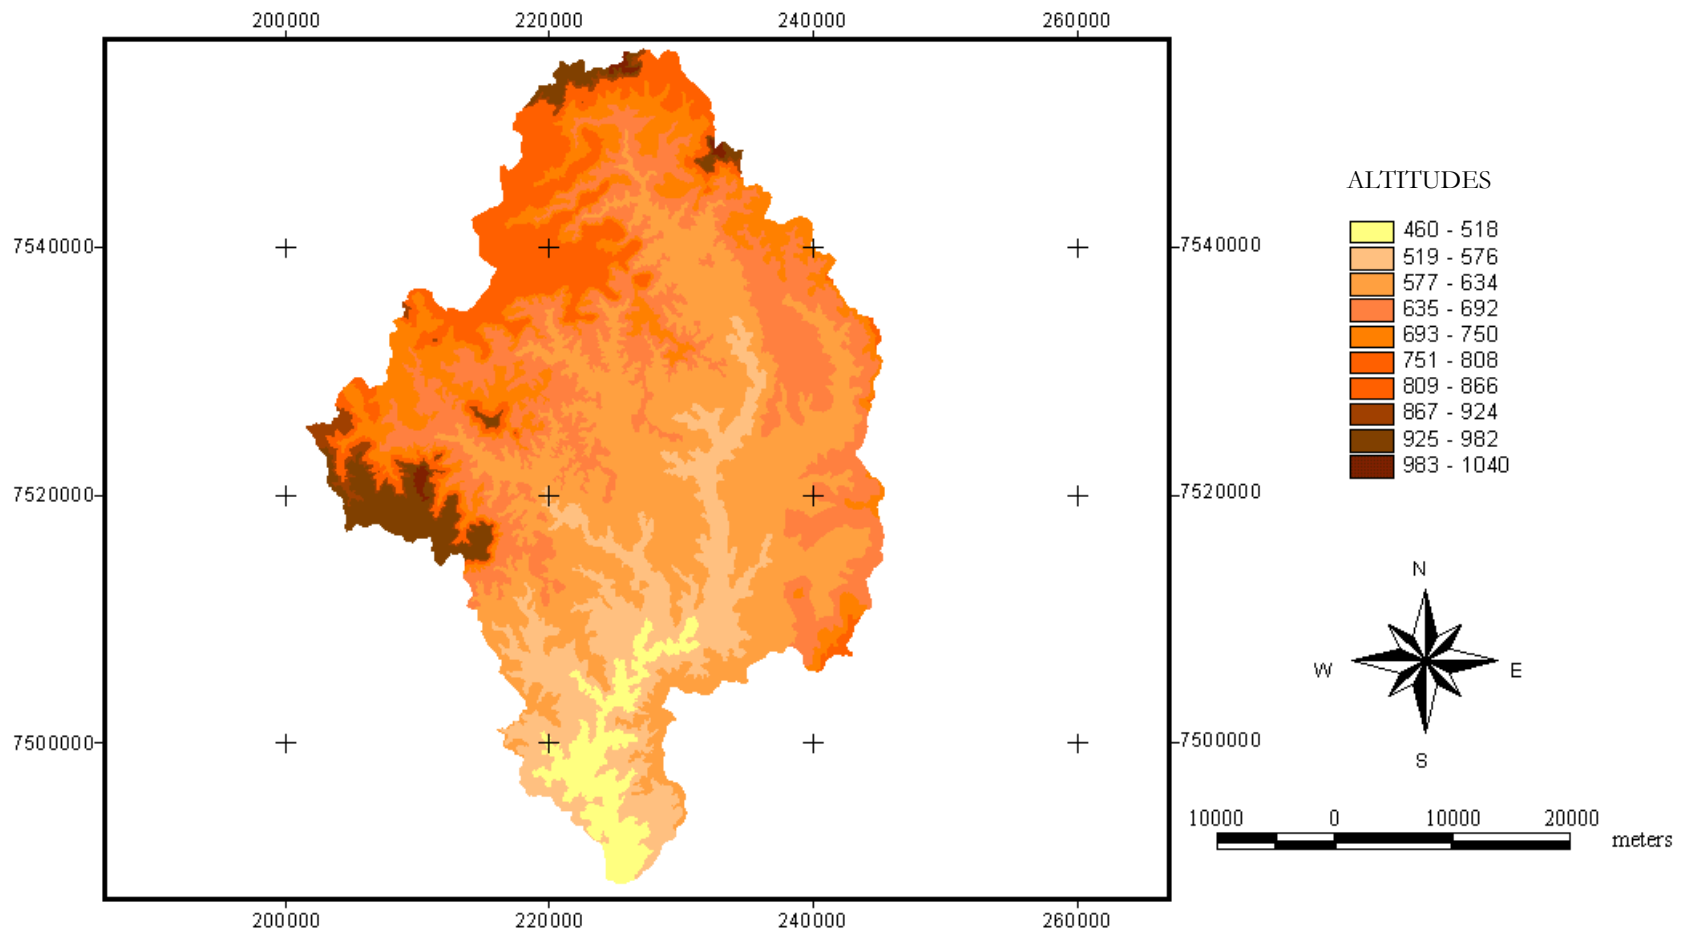 200000 220000 240000 260000
ALTITUDES
460 - 518
519 - 576
577 - 634
635 - 692
693 - 750
751 - 808
809 - 866
867 - 924
925 - 982
983 - 1040
7540000 7540000
7520000 7520000
7500000 7500000
N
W E
S
10000 0 10000 20000
meters
200000 220000 240000 260000